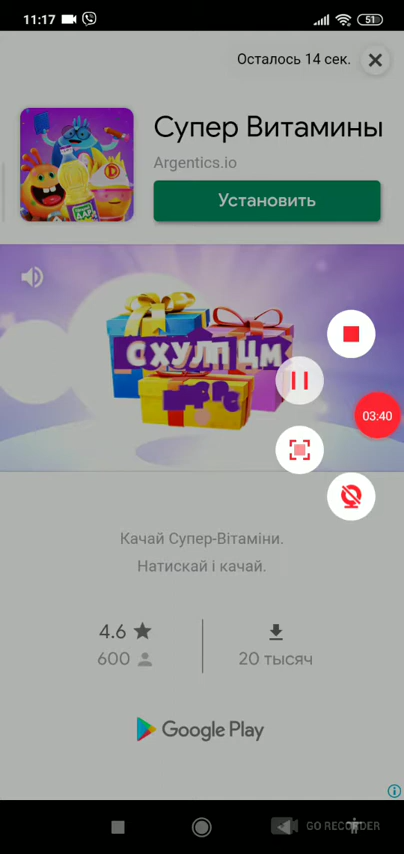 11:17
51
Осталось 14 сек.
Супер Витамины
Argentics.io
Установить
03:40
Качай Супер-Вітаміни.
Натискай і качай.
4.6
600
20 тысяч
Google Play
GO RECORDER